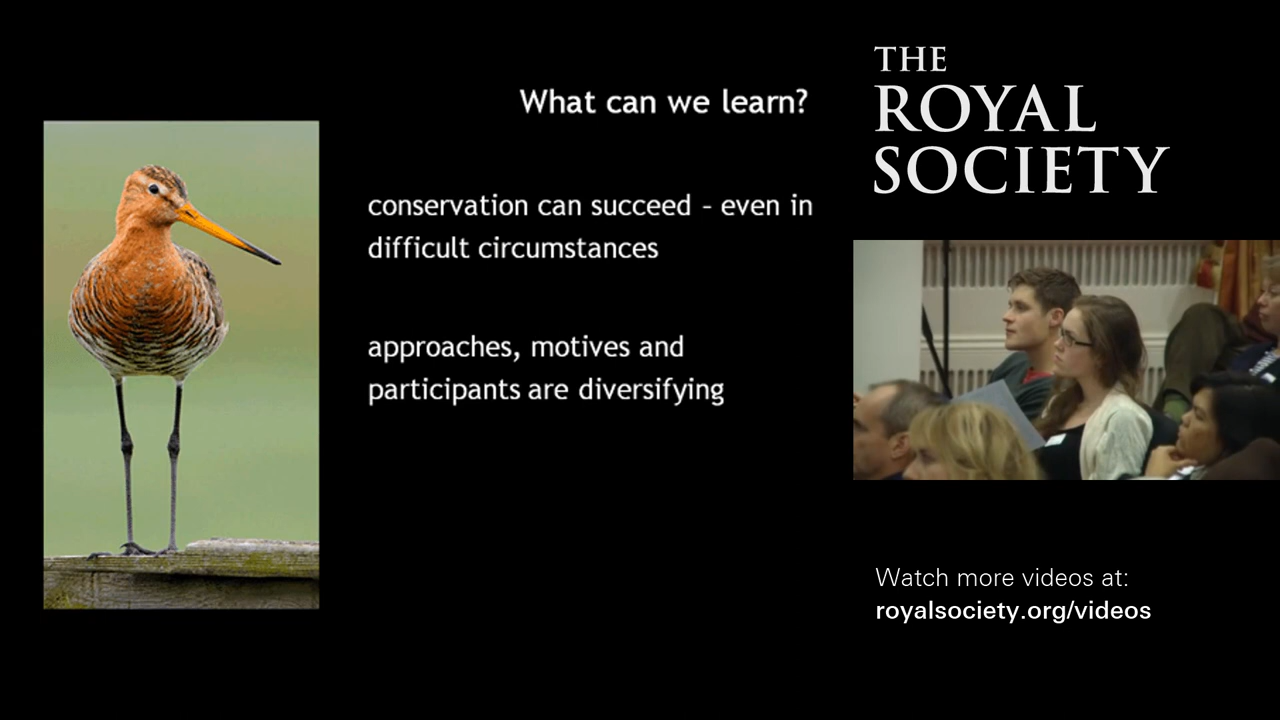 What can we learn?
conservation can succeed – even in
difficult circumstances
approaches, motives and
participants are diversifying
THE
ROYAL
SOCIETY
Watch more videos at:
royalsociety.org/videos